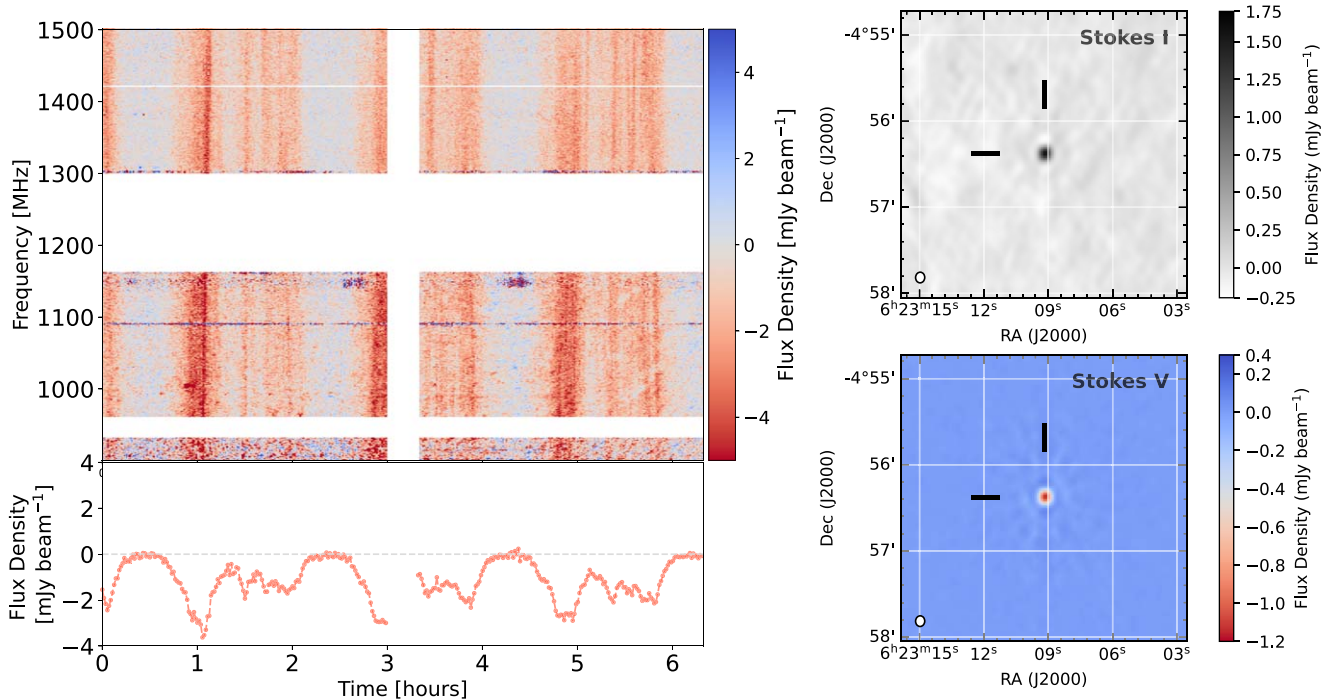 1500
1400
1300
1200
1100
1000
Frequency [MHz]
4
2
0
−2
−4
Flux Density [mJy beam−1]
4
2
0
−2
−4
Flux Density
[mJy beam−1]
0 1 2 3 4 5 6
Time [hours]
Stokes I
-4°55'
56'
57'
58'
Dec (J2000)
6h23m15s 12s 09s 06s 03s
RA (J2000)
1.75
1.50
1.25
1.00
0.75
0.50
0.25
0.00
−0.25
Flux Density (mJy beam−1)
Stokes V
-4°55'
56'
57'
58'
Dec (J2000)
6h23m15s 12s 09s 06s 03s
RA (J2000)
0.4
0.2
0.0
−0.2
−0.4
−0.6
−0.8
−1.0
−1.2
Flux Density (mJy beam−1)